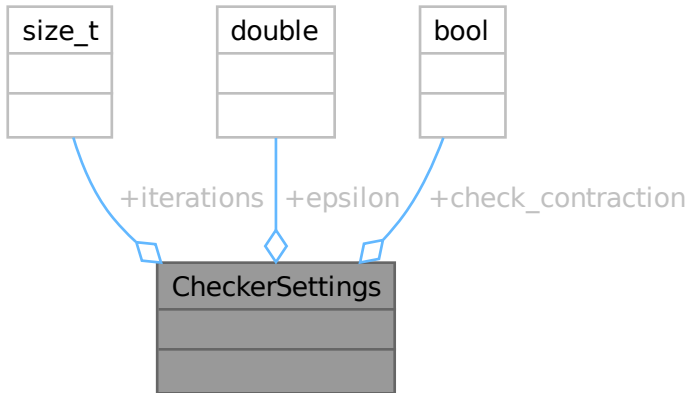 size_t
double
bool
+iterations
+epsilon
+check_contraction
CheckerSettings